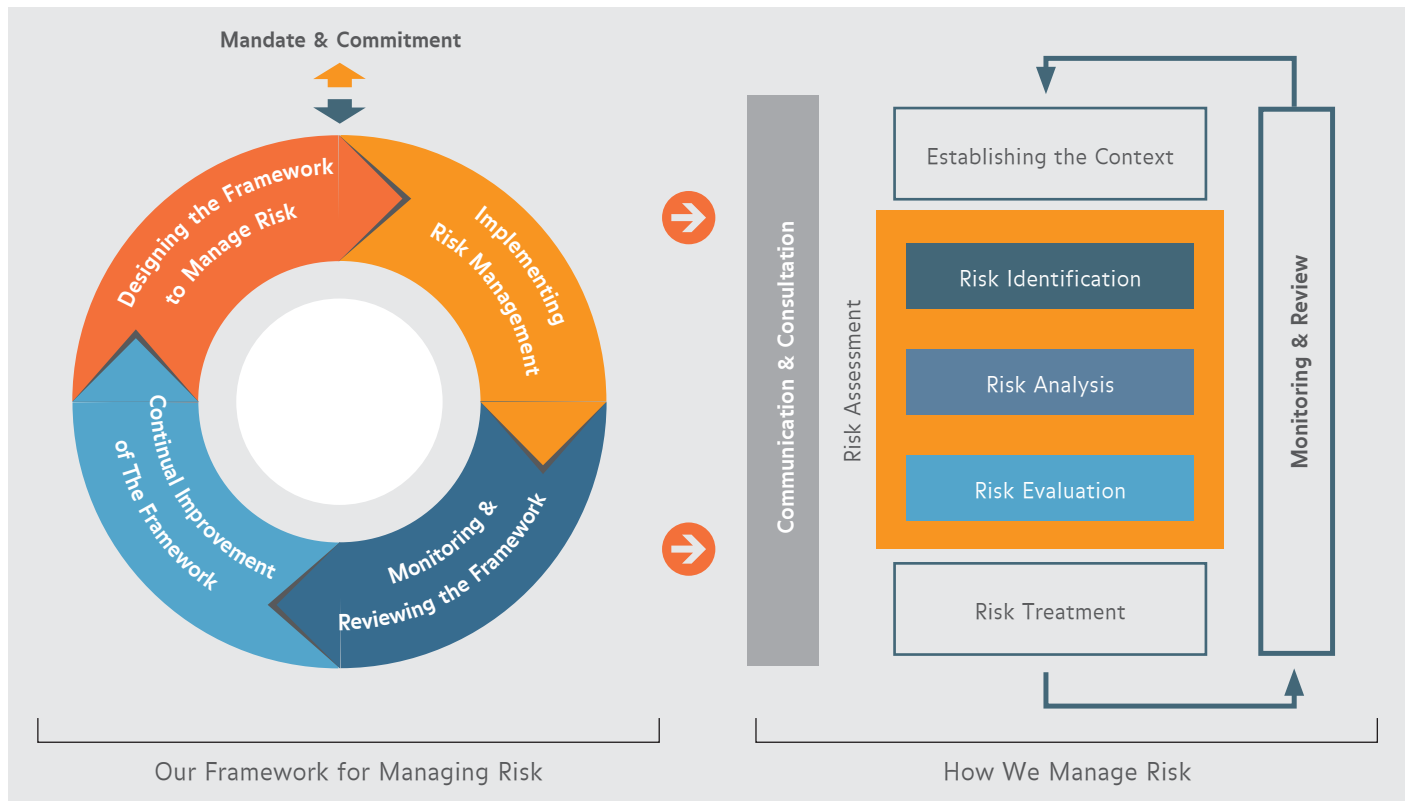 Mandate & Commitment
Designing the Framework
to Manage Risk
Implementing
Risk Management
Monitoring &
Reviewing the Framework
Continual Improvement
of The Framework
Our Framework for Managing Risk
Communication & Consultation
Establishing the Context
Risk Assessment
Risk Identification
Risk Analysis
Risk Evaluation
Risk Treatment
Monitoring & Review
How We Manage Risk